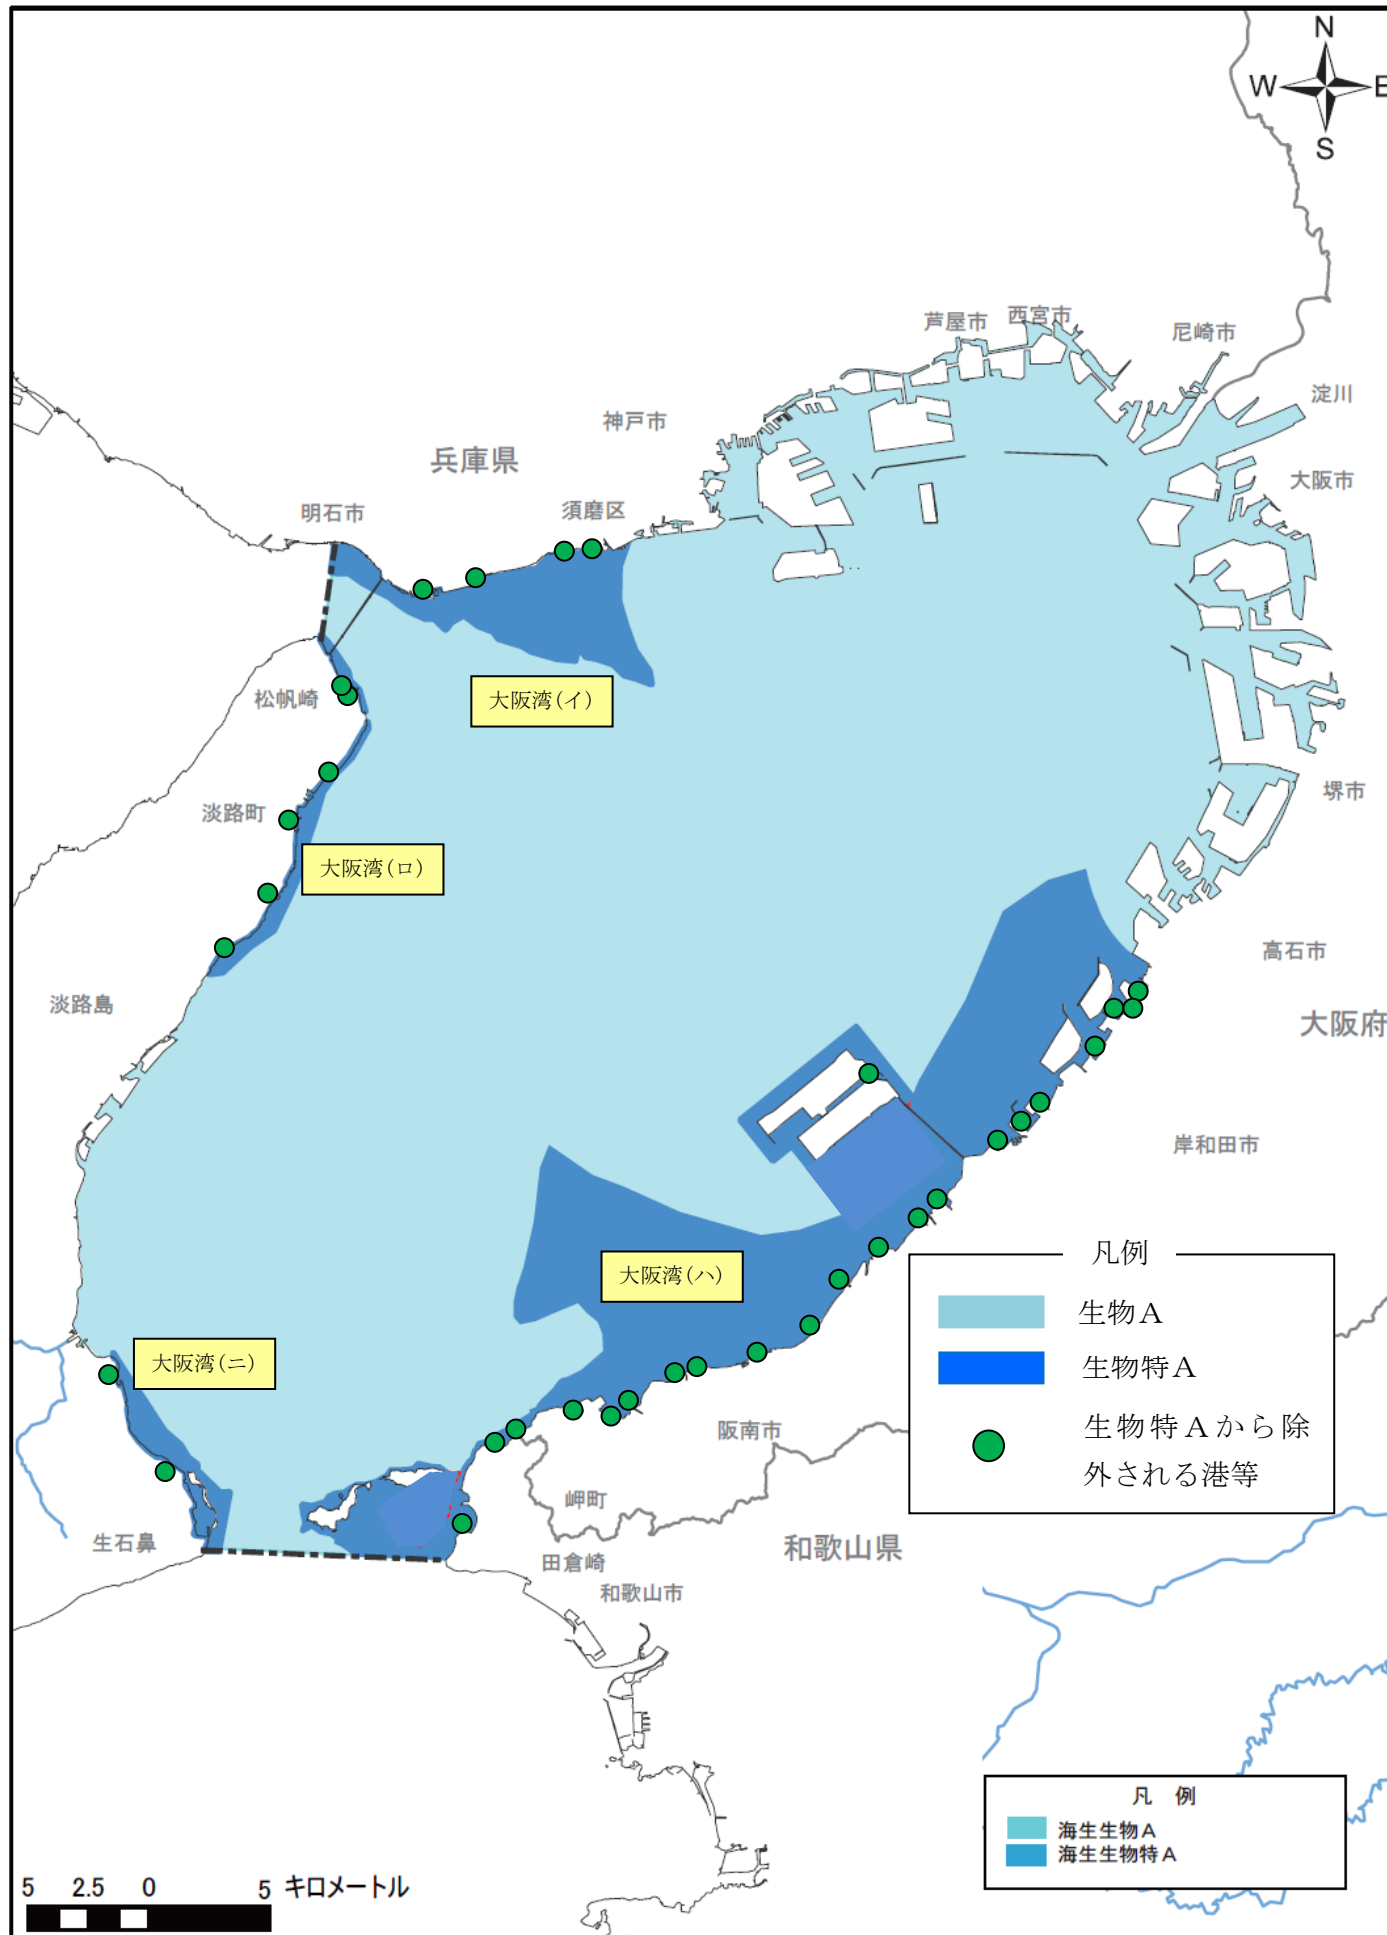 N
W
E
S
芦屋市
西宮市
尼崎市
淀川
神戸市
兵庫県
大阪市
明石市
須磨区
松帆崎
大阪湾(イ)
堺市
淡路町
大阪湾(ロ)
高石市
淡路島
大阪府
岸和田市
大阪湾(ハ)
大阪湾(ニ)
凡例
生物A
生物特A
生物特Aから除
外される港等
阪南市
岬町
生石鼻
田倉崎
和歌山県
和歌山市
凡 例
海生生物A
海生生物特A
5 2.5 0 5 キロメートル